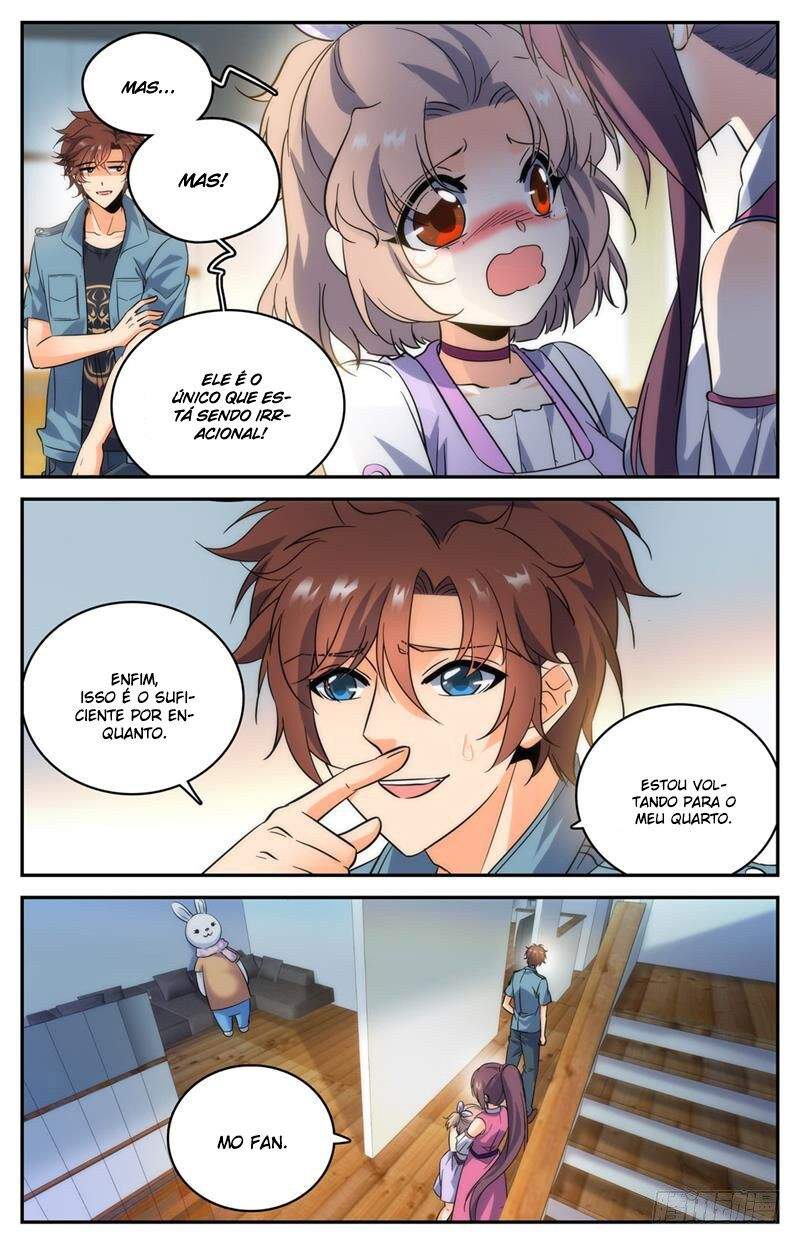 MAS...
MAS!
ELE É O
ÚNICO QUE ES-
TÁ SENDO IRR-
ACIONAL!
ENFIM,
ISSO É O SUFI-
CIENTE POR EN-
QUANTO.
ESTOU VOL-
TANDO PARA O
MEU QUARTO.
MO FAN.